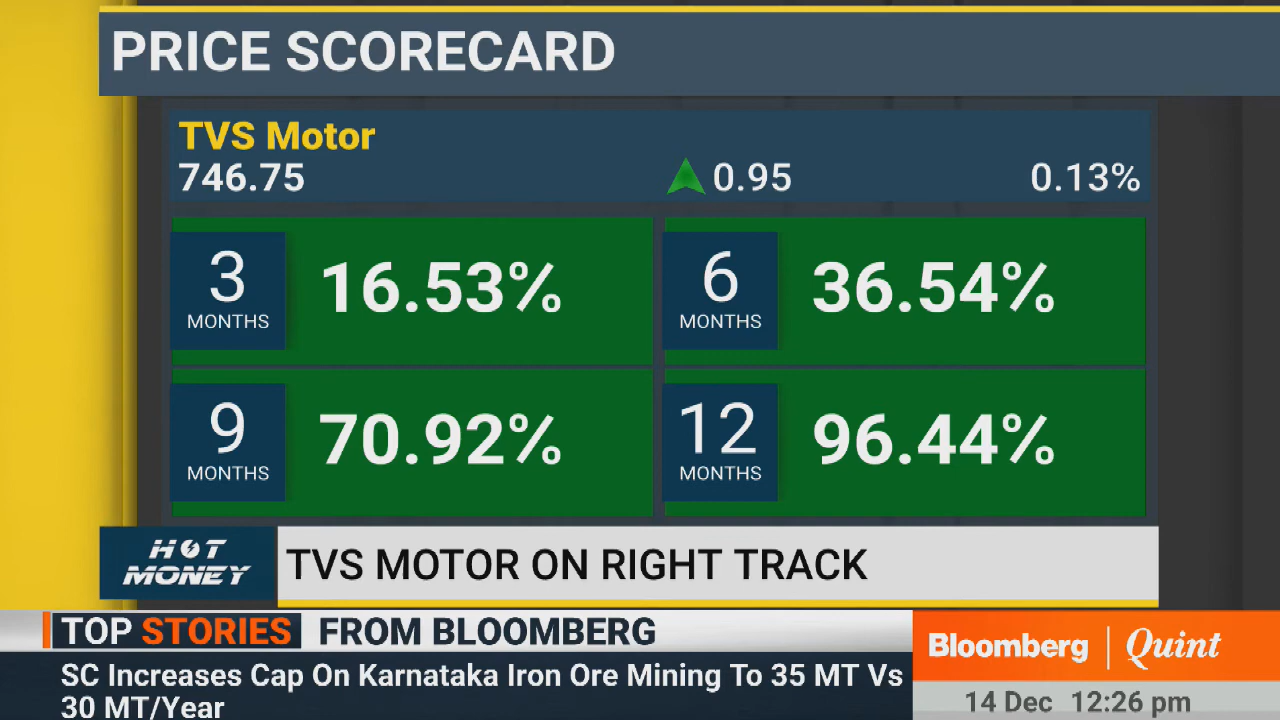 PRICE SCORECARD
TVS Motor
746.75 0.95 0.13%
3 MONTHS 16.53%
6 MONTHS 36.54%
9 MONTHS 70.92%
12 MONTHS 96.44%
HOT MONEY
TVS MOTOR ON RIGHT TRACK
TOP STORIES FROM BLOOMBERG
SC Increases Cap On Karnataka Iron Ore Mining To 35 MT Vs
30 MT/Year
Bloomberg | Quint
14 Dec 12:26 pm